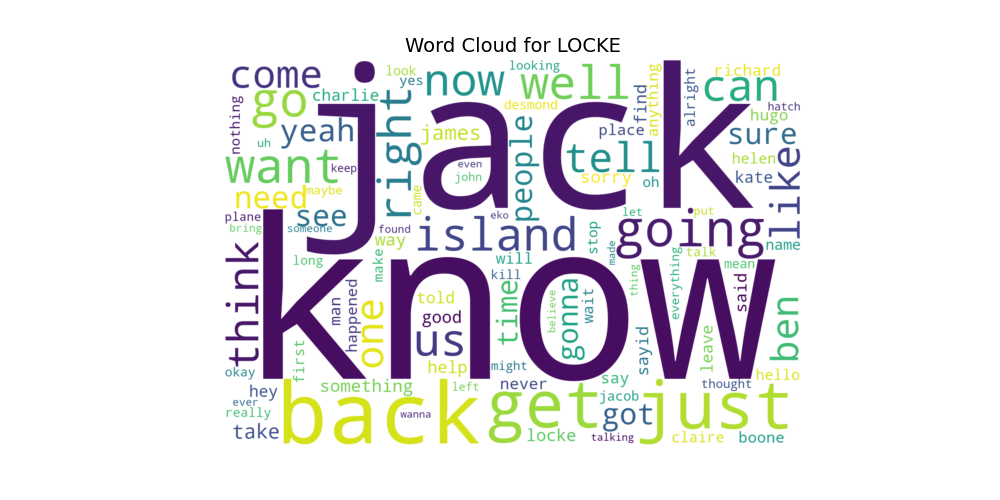 Word Cloud for LOCKE
come
jack
look
yes
now
looking
well
anything
alright
richard
can
hatch
nothing
go
charlie
right
desmond
find
hugo
uh
yeah
james
people
place
sure
want
keep
a
even
john
tell
sorry
oh
helen
kate
like
need
maybe
came
plane
bring
see
someone
found
eko
let
put
way
island
will
stop
going
name
think
know
long
make
kill
made
thing
talk
everything
mean
said
man
happened
one
told
good
us
time
believe
gonna
wait
sayid
leave
ben
okay
first
help
might
hey
something
left
never
say
thought
hello
ever
really
take
back
wanna
get
jacob
got
just
locke
talking
claire
boone